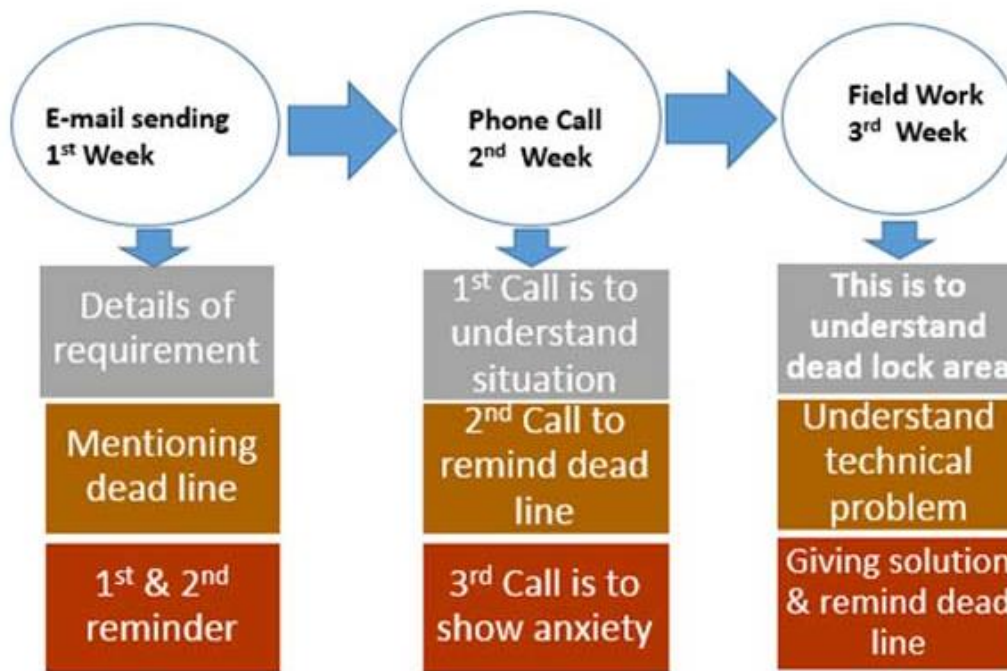 E-mail sending
1st Week
Phone Call
2nd Week
Field Work
3rd Week
Details of
requirement
Mentioning
dead line
1st & 2nd
reminder
1st Call is to
understand
situation
2nd Call to
remind dead
line
3rd Call is to
show anxiety
This is to
understand
dead lock area
Understand
technical
problem
Giving solution
& remind dead
line